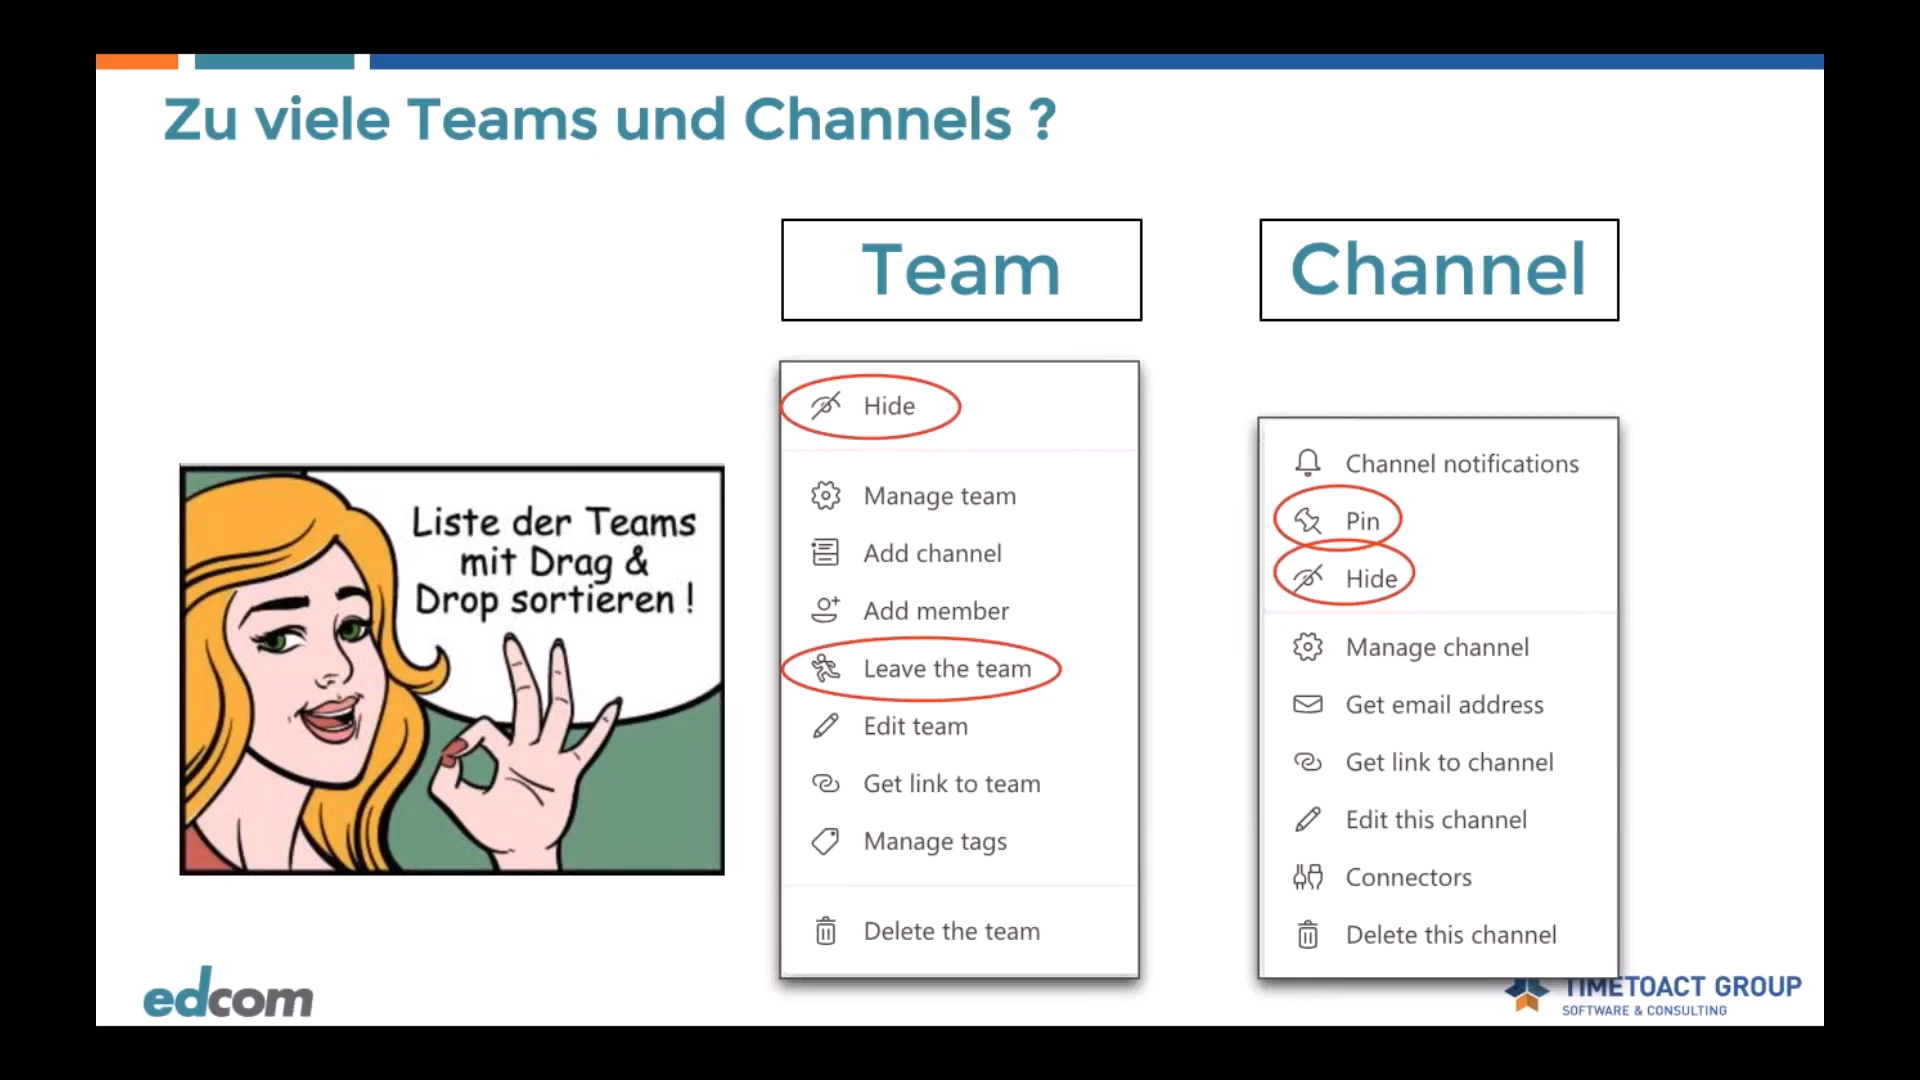 Zu viele Teams und Channels ?
Team
Channel
Liste der Teams
mit Drag &
Drop sortieren !
Hide
Manage team
Add channel
Add member
Leave the team
Edit team
Get link to team
Manage tags
Delete the team
Channel notifications
Pin
Hide
Manage channel
Get email address
Get link to channel
Edit this channel
Connectors
Delete this channel
edcom
TIMETOACT GROUP
SOFTWARE & CONSULTING